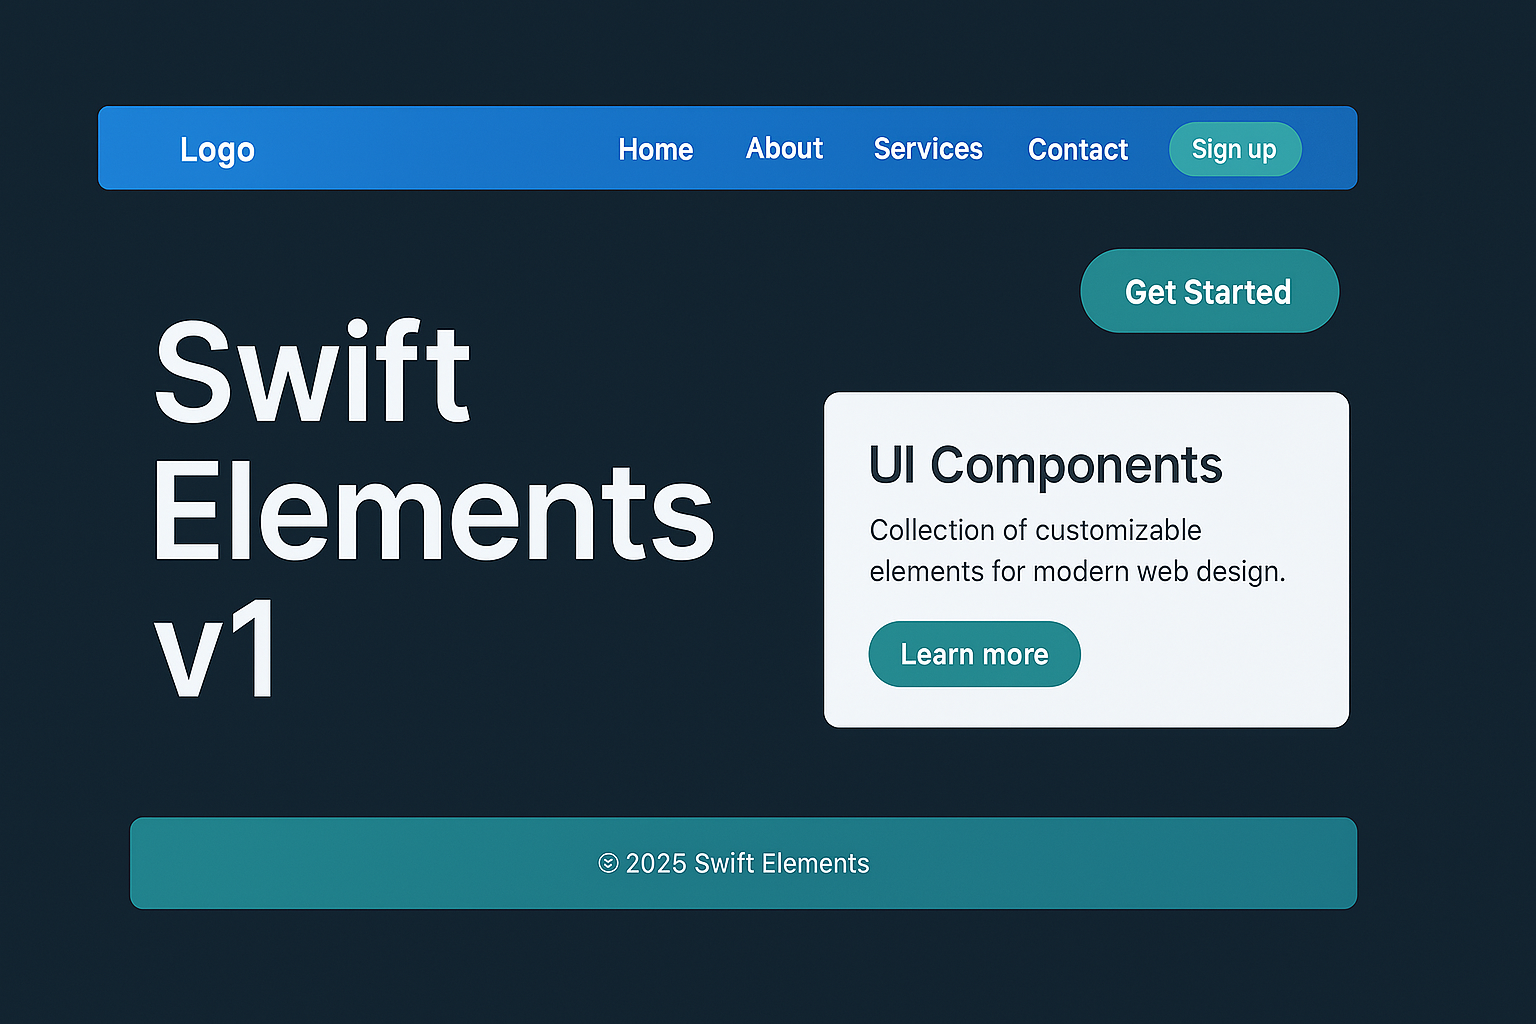 Logo Home About Services Contact Sign up
Get Started
Swift
Elements
v1
UI Components
Collection of customizable
elements for modern web design.
Learn more
2025 Swift Elements